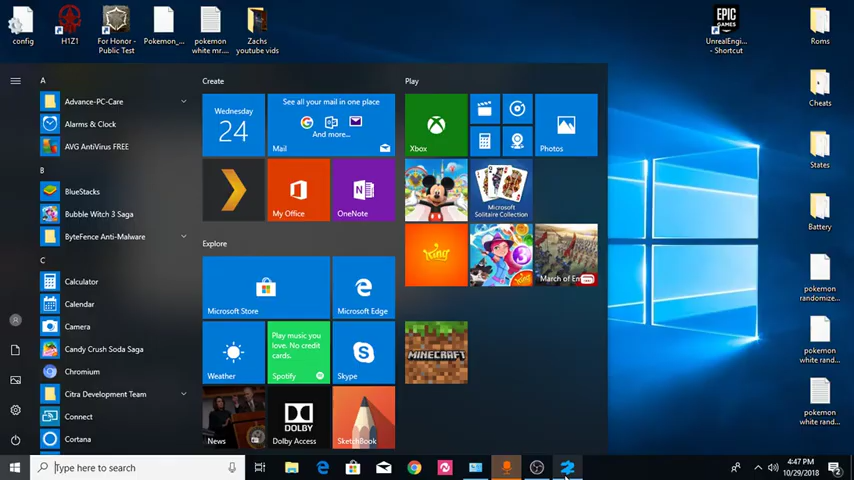 config
H1Z1
For Honor -
Public Test
Pokemon_...
pokemon
white mr....
Zachs
youtube vids
EPIC
GAMES
UnrealEngi...
- Shortcut
Roms
Cheats
States
Battery
pokemon
randomize...
pokemon
white rand...
pokemon
white rand...
A
Advance-PC-Care
Alarms & Clock
AVG AntiVirus FREE
B
BlueStacks
Bubble Witch 3 Saga
ByteFence Anti-Malware
C
Calculator
Calendar
Camera
Candy Crush Soda Saga
Chromium
Citra Development Team
Connect
Cortana
Create
Wednesday
24
See all your mail in one place
And more...
Mail
My Office
OneNote
Explore
Microsoft Store
Microsoft Edge
Weather
Play music you
love. No credit
cards.
Spotify
Skype
News
DOLBY
Dolby Access
SketchBook
Play
Xbox
Photos
Microsoft
Solitaire Collection
King
March of Em
MINECRAFT
Type here to search
4:47 PM
10/29/2018
2